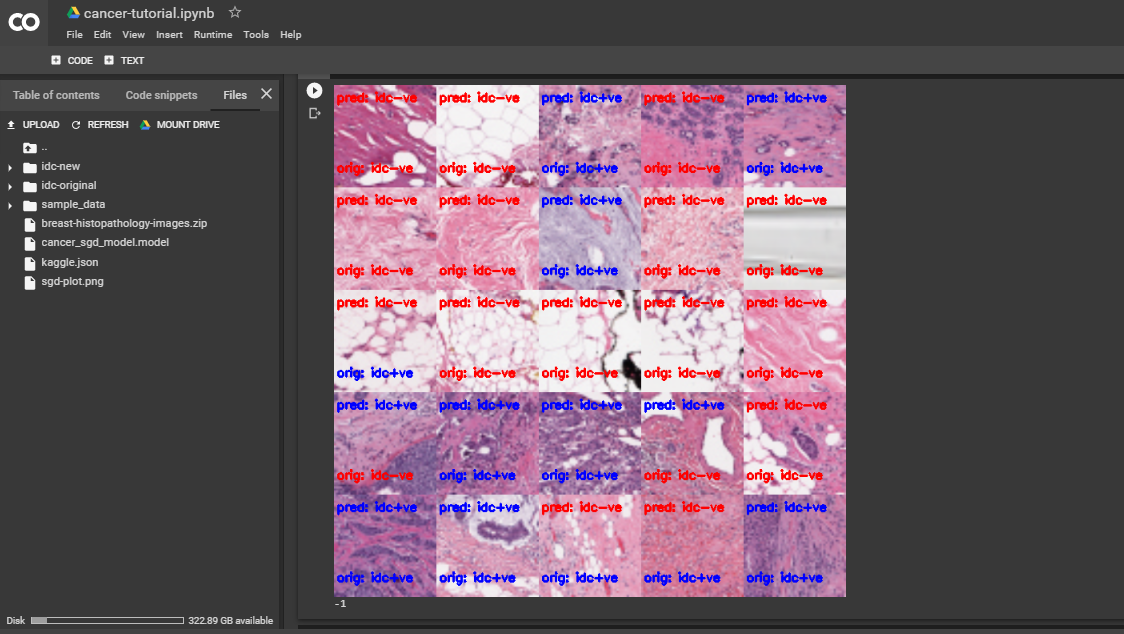 cancer-tutorial.ipynb
File Edit View Insert Runtime Tools Help
CODE TEXT
Table of contents Code snippets Files
UPLOAD REFRESH MOUNT DRIVE
..
idc-new
idc-original
sample_data
breast-histopathology-images.zip
cancer_sgd_model.model
kaggle.json
sgd-plot.png
pred: idc-ve pred: idc-ve pred: idc+ve pred: idc-ve pred: idc+ve
orig: idc-ve orig: idc-ve orig: idc+ve orig: idc-ve orig: idc+ve
pred: idc-ve pred: idc-ve pred: idc+ve pred: idc-ve pred: idc-ve
orig: idc-ve orig: idc-ve orig: idc+ve orig: idc-ve orig: idc-ve
pred: idc-ve pred: idc-ve pred: idc-ve pred: idc-ve pred: idc-ve
orig: idc+ve orig: idc-ve orig: idc-ve orig: idc-ve orig: idc-ve
pred: idc+ve pred: idc+ve pred: idc+ve pred: idc+ve pred: idc-ve
orig: idc-ve orig: idc+ve orig: idc+ve orig: idc-ve orig: idc-ve
pred: idc+ve pred: idc+ve pred: idc-ve pred: idc-ve pred: idc+ve
orig: idc+ve orig: idc+ve orig: idc+ve orig: idc+ve orig: idc+ve
-1
Disk 322.89 GB available